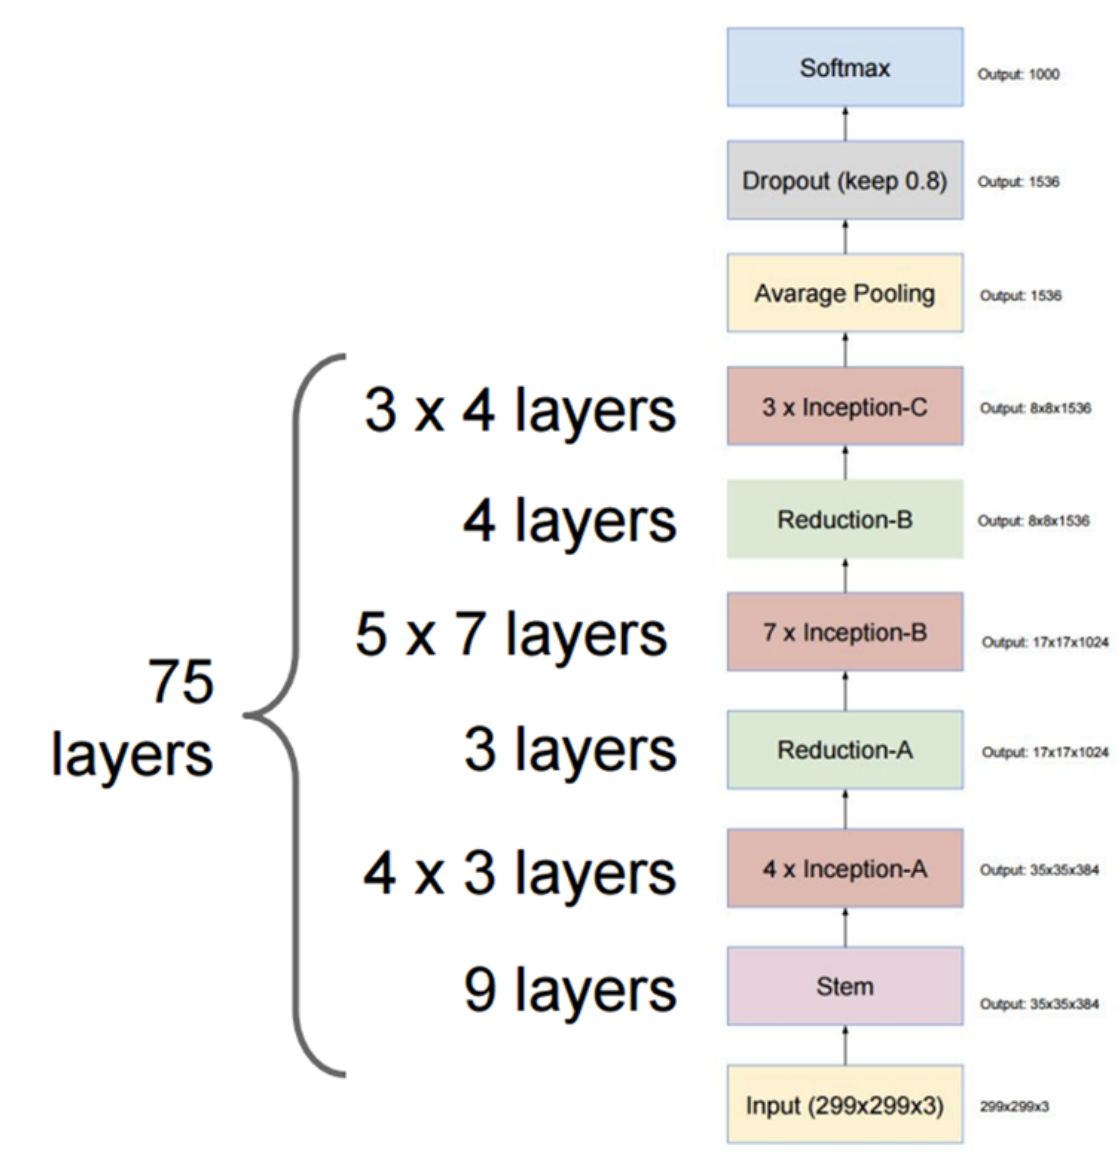 Softmax
Output: 1000
Dropout (keep 0.8)
Output: 1536
Avarage Pooling
Output: 1536
3 x 4 layers
3 x Inception-C
Output: 8x8x1536
4 layers
Reduction-B
Output: 8x8x1536
5 x 7 layers
7 x Inception-B
Output: 17x17x1024
75
layers
3 layers
Reduction-A
Output: 17x17x1024
4 x 3 layers
4 x Inception-A
Output: 35x35x384
9 layers
Stem
Output: 35x35x384
Input (299x299x3)
299x299x3